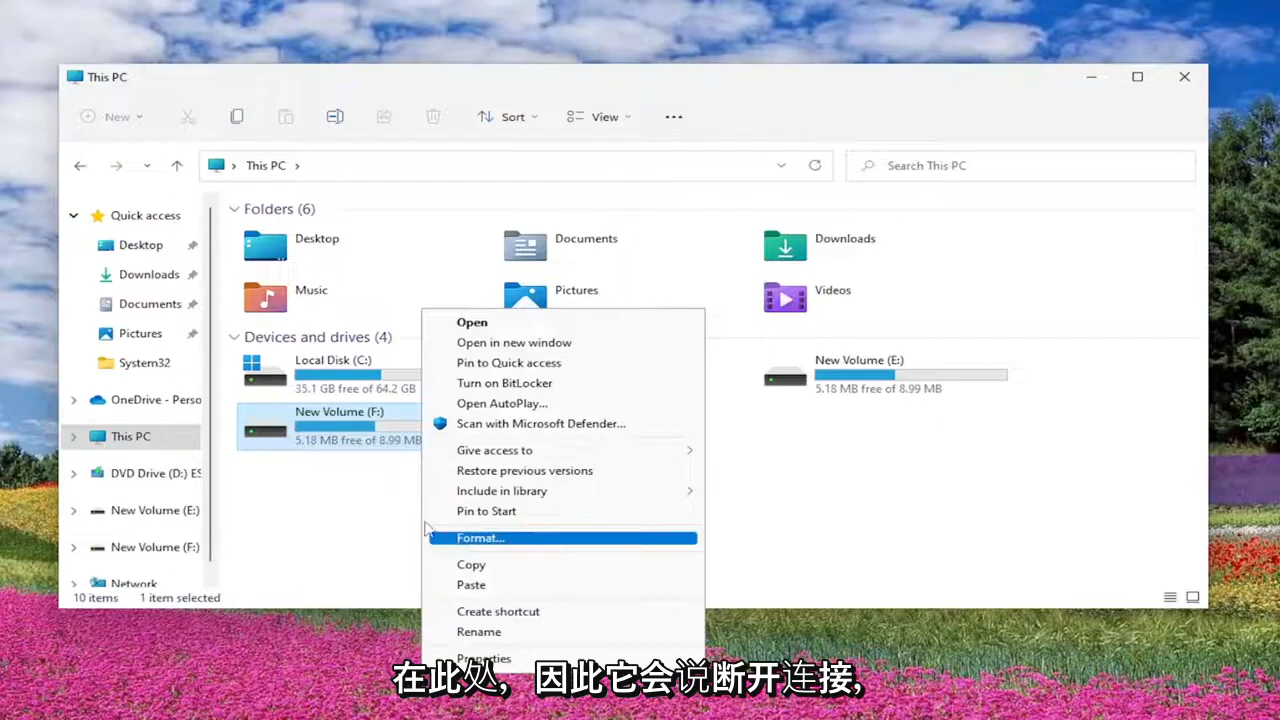 This PC
New
Sort
View
This PC
Search This PC
Quick access
Desktop
Downloads
Documents
Pictures
System32
OneDrive - Perso
This PC
DVD Drive (D:) ES
New Volume (E:)
New Volume (F:)
Network
Folders (6)
Desktop
Documents
Downloads
Music
Pictures
Videos
Devices and drives (4)
Local Disk (C:)
35.1 GB free of 64.2 GB
New Volume (E:)
5.18 MB free of 8.99 MB
New Volume (F:)
5.18 MB free of 8.99 MB
Open
Open in new window
Pin to Quick access
Turn on BitLocker
Open AutoPlay...
Scan with Microsoft Defender...
Give access to
Restore previous versions
Include in library
Pin to Start
Format...
Copy
Paste
Create shortcut
Rename
Properties
10 items 1 item selected
在此处，因此它会说断开连接,